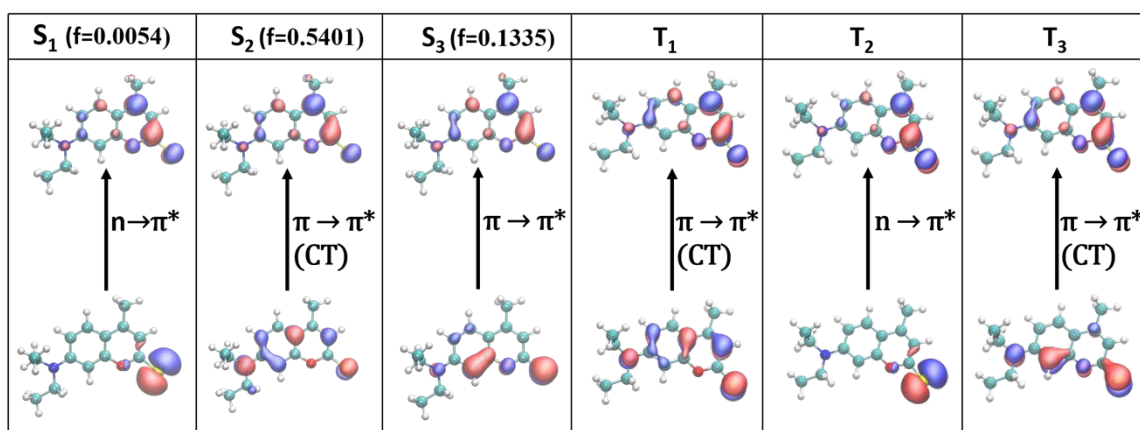 S₁ (f=0.0054) S₂ (f=0.5401) S₃ (f=0.1335) T₁ T₂ T₃
n→π* π → π* π → π* π → π* n → π* π → π*
(CT) (CT) (CT)